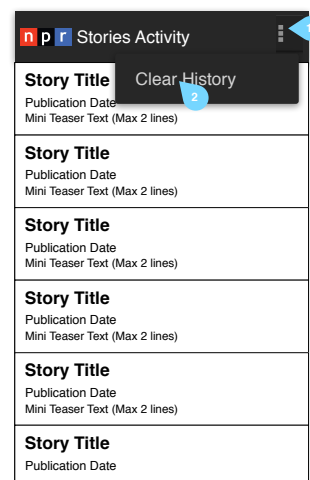 npr Stories Activity
1
Clear History
2
Story Title
Publication Date
Mini Teaser Text (Max 2 lines)
Story Title
Publication Date
Mini Teaser Text (Max 2 lines)
Story Title
Publication Date
Mini Teaser Text (Max 2 lines)
Story Title
Publication Date
Mini Teaser Text (Max 2 lines)
Story Title
Publication Date
Mini Teaser Text (Max 2 lines)
Story Title
Publication Date